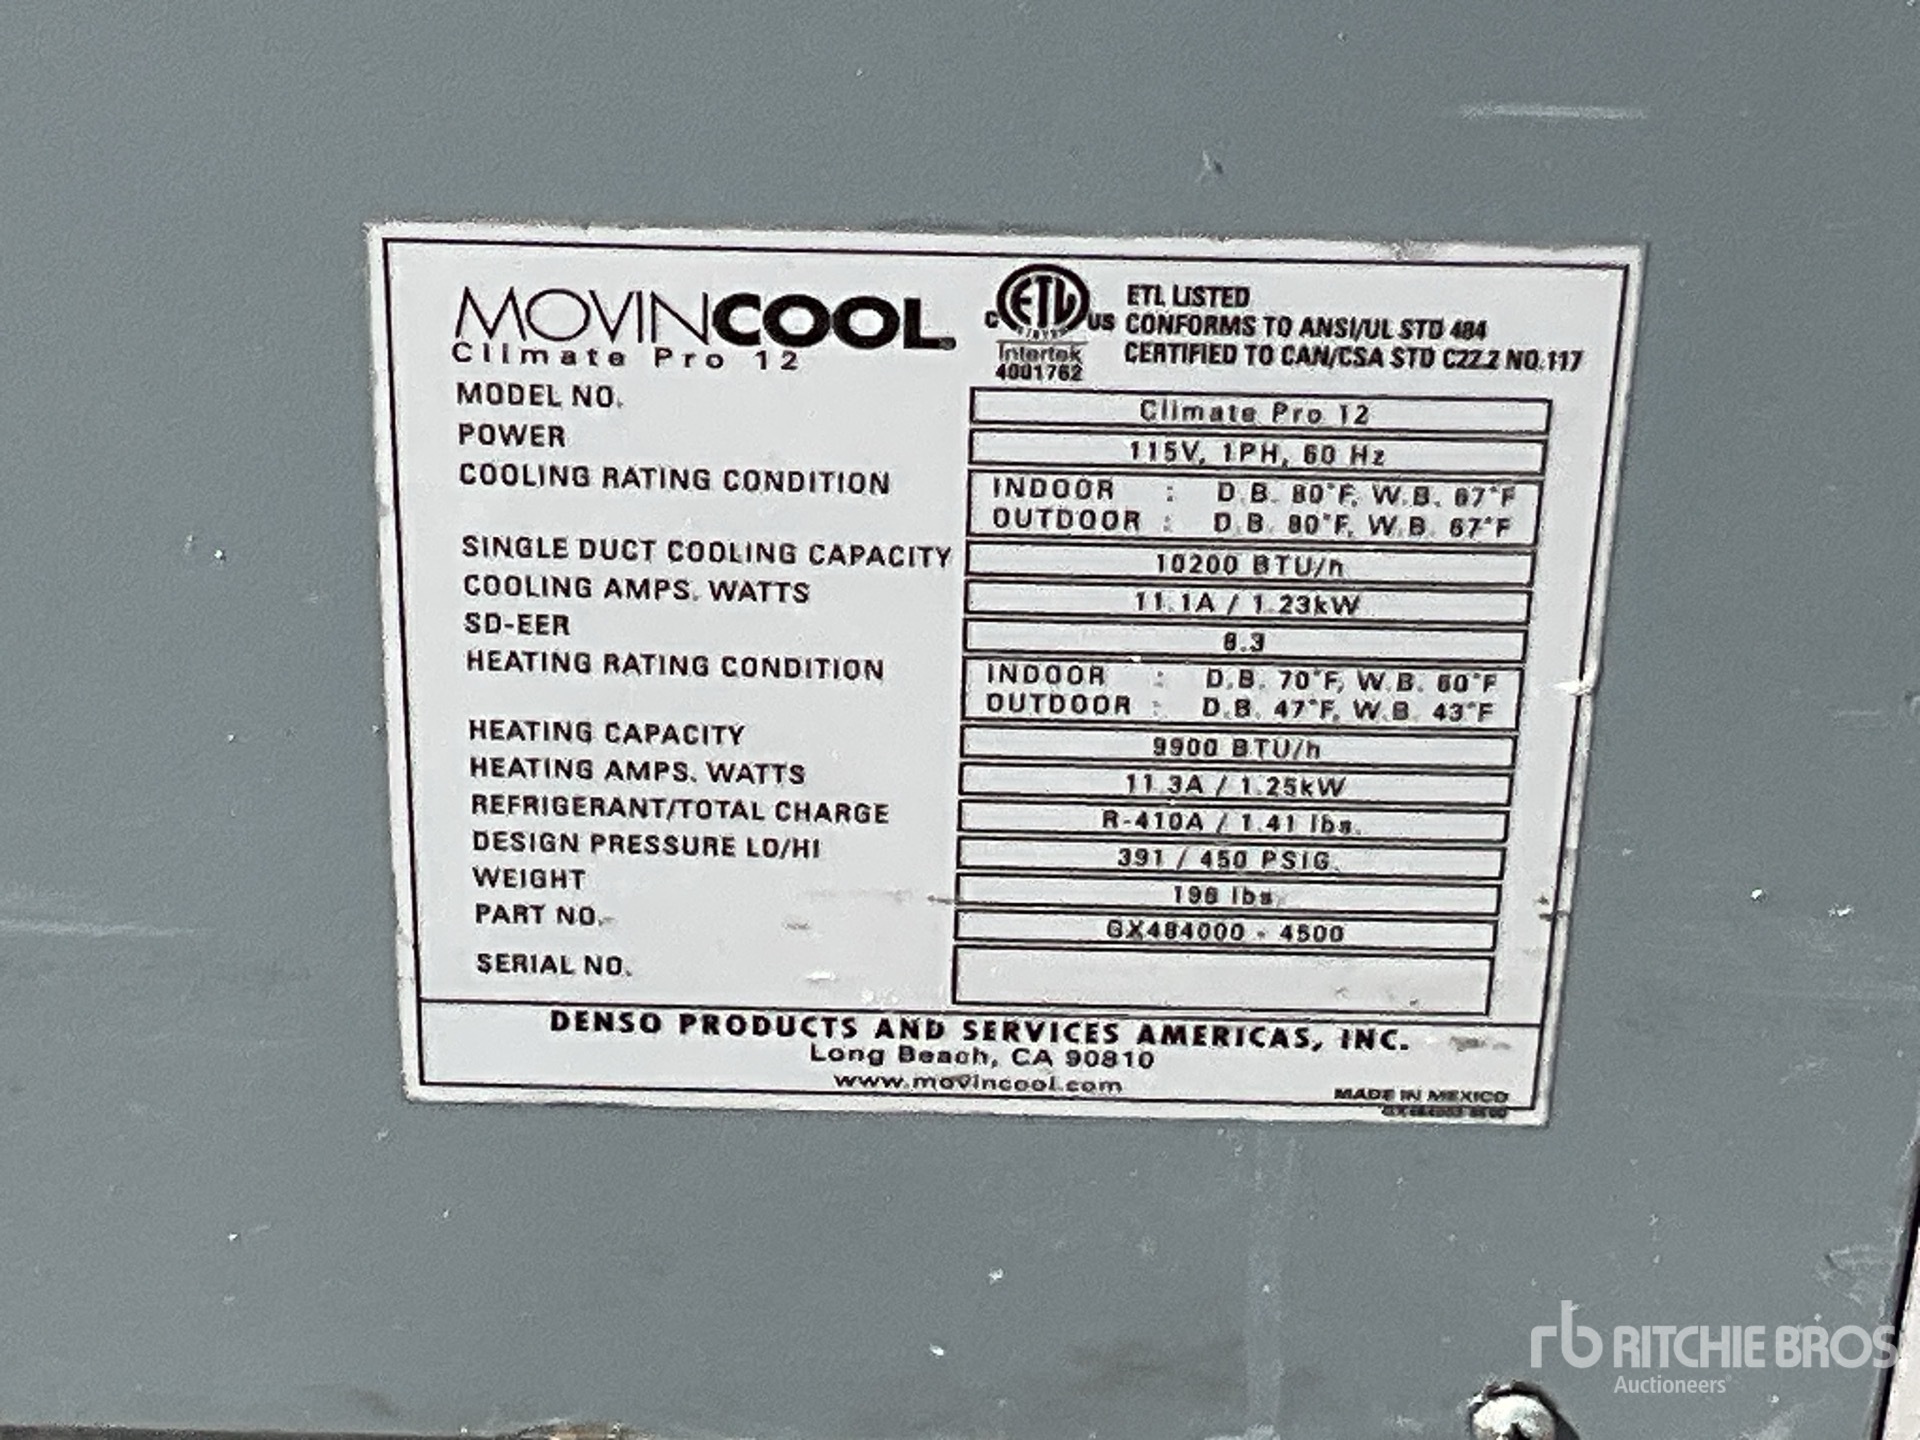 MOVINCOOL
Climate Pro 12
C ETL US
Intertek
4001762
ETL LISTED
CONFORMS TO ANSI/UL STD 484
CERTIFIED TO CAN/CSA STD C22.2 NO.117
MODEL NO. Climate Pro 12
POWER 115V, 1PH, 60 Hz
COOLING RATING CONDITION INDOOR : D.B. 80°F, W.B. 67°F
OUTDOOR : D.B. 80°F, W.B. 67°F
SINGLE DUCT COOLING CAPACITY 10200 BTU/h
COOLING AMPS. WATTS 11.1A / 1.23kW
SD-EER 8.3
HEATING RATING CONDITION INDOOR : D.B. 70°F, W.B. 60°F
OUTDOOR : D.B. 47°F, W.B. 43°F
HEATING CAPACITY 9900 BTU/h
HEATING AMPS. WATTS 11.3A / 1.25kW
REFRIGERANT/TOTAL CHARGE R-410A / 1.41 lbs.
DESIGN PRESSURE LO/HI 391 / 450 PSIG.
WEIGHT lbs.
PART NO. GX484000 - 4500
SERIAL NO.
DENSO PRODUCTS AND SERVICES AMERICAS, INC.
Long Beach, CA 90810
www.movincool.com
MADE IN MEXICO
rb RITCHIE BROS
Auctioneers